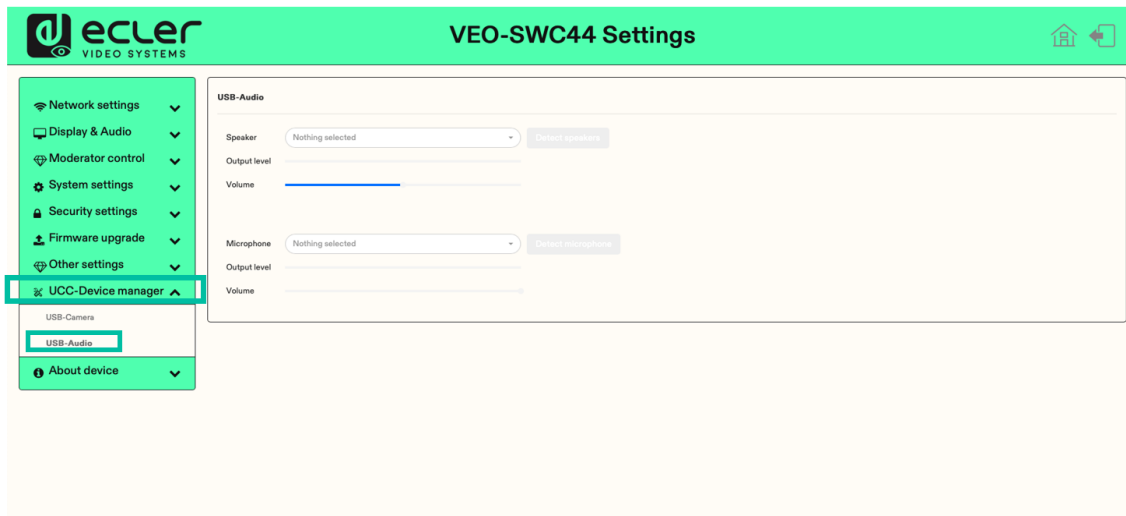 ecler
VIDEO SYSTEMS
VEO-SWC44 Settings
Network settings
Display & Audio
Moderator control
System settings
Security settings
Firmware upgrade
Other settings
UCC-Device manager
USB-Camera
USB-Audio
About device
USB-Audio
Speaker Nothing selected Detect speakers
Output level
Volume
Microphone Nothing selected Detect microphone
Output level
Volume